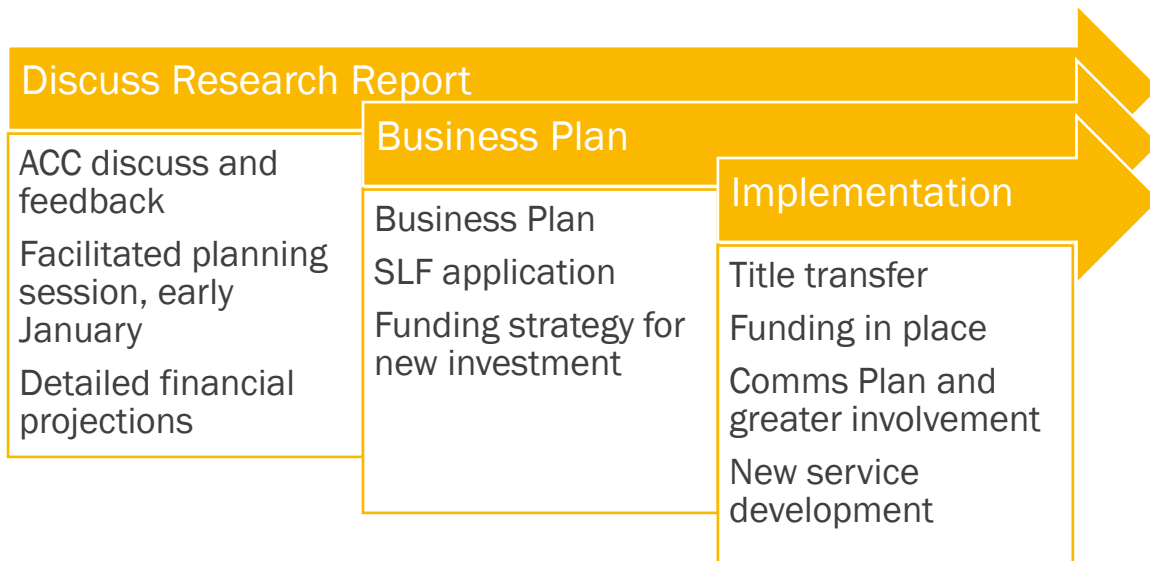 Discuss Research Report
ACC discuss and
feedback
Facilitated planning
session, early
January
Detailed financial
projections
Business Plan
Business Plan
SLF application
Funding strategy for
new investment
Implementation
Title transfer
Funding in place
Comms Plan and
greater involvement
New service
development